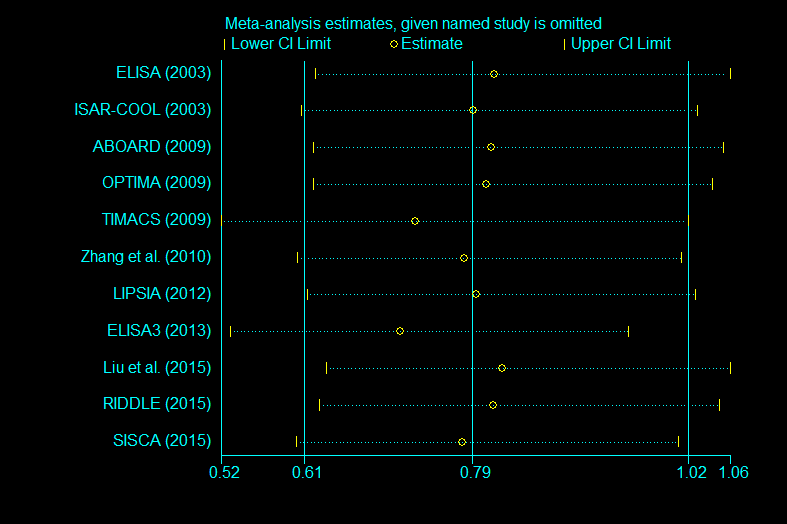 Meta-analysis estimates, given named study is omitted
Lower CI Limit Estimate Upper CI Limit
ELISA (2003)
ISAR-COOL (2003)
ABOARD (2009)
OPTIMA (2009)
TIMACS (2009)
Zhang et al. (2010)
LIPSIA (2012)
ELISA3 (2013)
Liu et al. (2015)
RIDDLE (2015)
SISCA (2015)
0.52 0.61 0.79 1.02 1.06